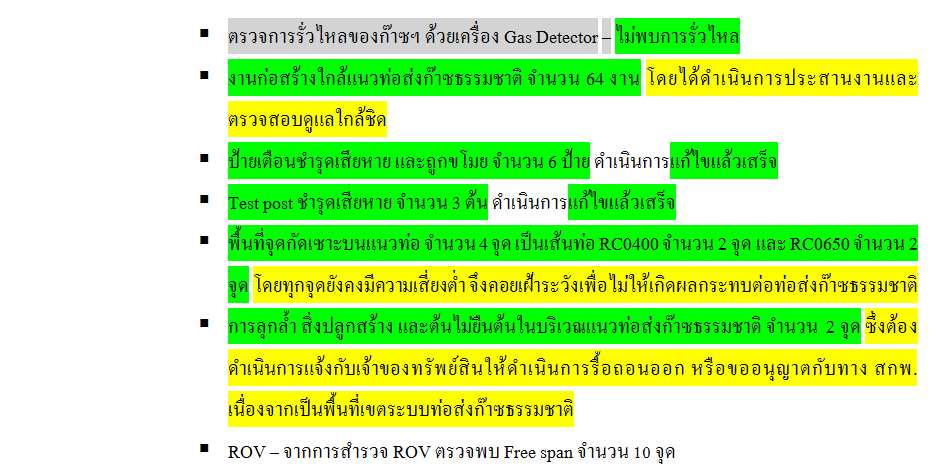 ▪ ตรวจการรั่วไหลของก๊าซฯ ด้วยเครื่อง Gas Detector – ไม่พบการรั่วไหล
▪ งานก่อสร้างใกล้แนวท่อส่งก๊าซธรรมชาติ จำนวน 64 งาน โดยได้ดำเนินการประสานงานและ
ตรวจสอบดูแลใกล้ชิด
▪ ป้ายเตือนชำรุดเสียหาย และถูกขโมย จำนวน 6 ป้าย ดำเนินการแก้ไขแล้วเสร็จ
▪ Test post ชำรุดเสียหาย จำนวน 3 ต้น ดำเนินการแก้ไขแล้วเสร็จ
▪ พื้นที่จุดกัดเซาะบนแนวท่อ จำนวน 4 จุด เป็นเส้นท่อ RC0400 จำนวน 2 จุด และ RC0650 จำนวน 2
จุด โดยทุกจุดยังคงมีความเสี่ยงต่ำ จึงคอยเฝ้าระวังเพื่อไม่ให้เกิดผลกระทบต่อท่อส่งก๊าซธรรมชาติ
▪ การลุกล้ำ สิ่งปลูกสร้าง และต้นไม้ยืนต้นในบริเวณแนวท่อส่งก๊าซธรรมชาติ จำนวน 2 จุด ซึ่งต้อง
ดำเนินการแจ้งกับเจ้าของทรัพย์สินให้ดำเนินการรื้อถอนออก หรือขออนุญาตกับทาง สกพ.
เนื่องจากเป็นพื้นที่เขตระบบท่อส่งก๊าซธรรมชาติ
▪ ROV – จากการสำรวจ ROV ตรวจพบ Free span จำนวน 10 จุด